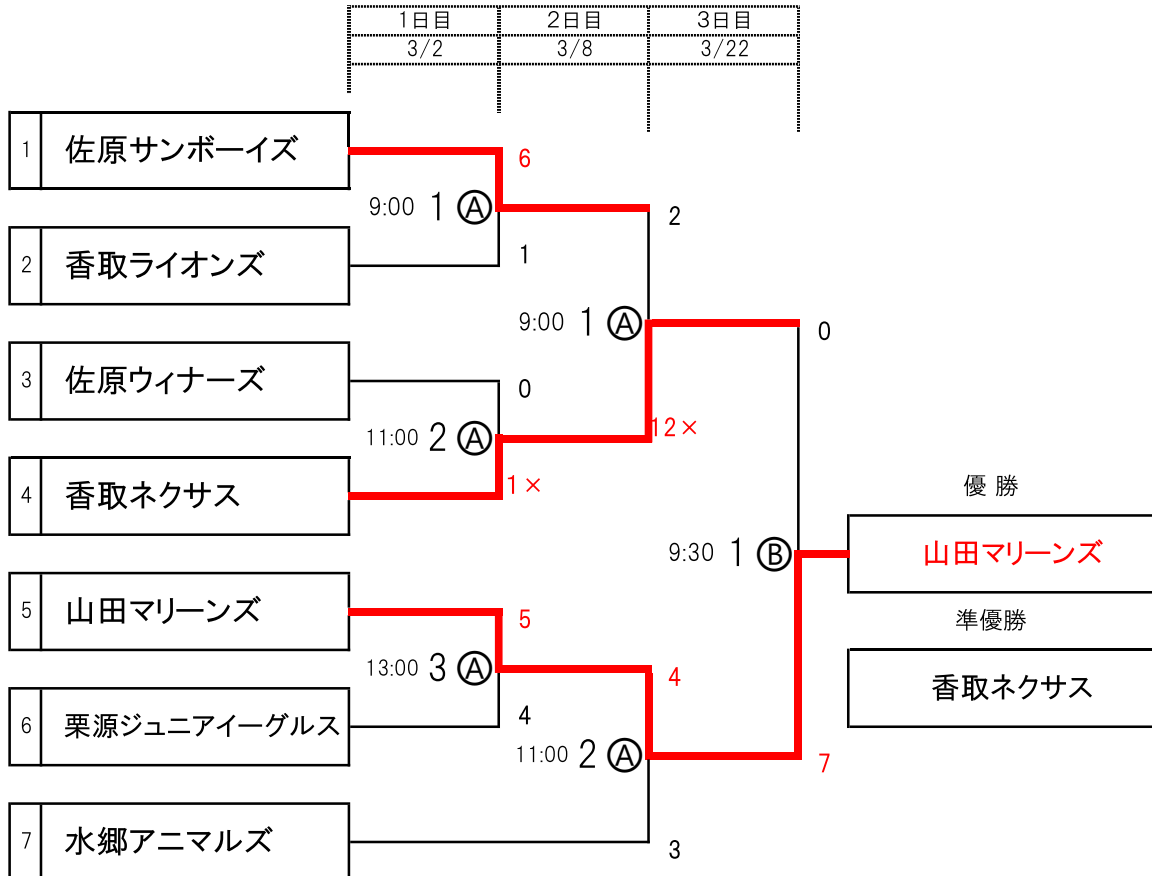 1日目 2日目 3日目
3/2 3/8 3/22
1 佐原サンボーイズ
6
9:00 1 Ⓐ
2
2 香取ライオンズ
1
9:00 1 Ⓐ
0
3 佐原ウィナーズ
0
11:00 2 Ⓐ
12×
4 香取ネクサス
1×
優 勝
9:30 1 Ⓑ
山田マリーンズ
5 山田マリーンズ
5
準優勝
13:00 3 Ⓐ
4
香取ネクサス
6 栗源ジュニアイーグルス
4
11:00 2 Ⓐ
7
7 水郷アニマルズ
3